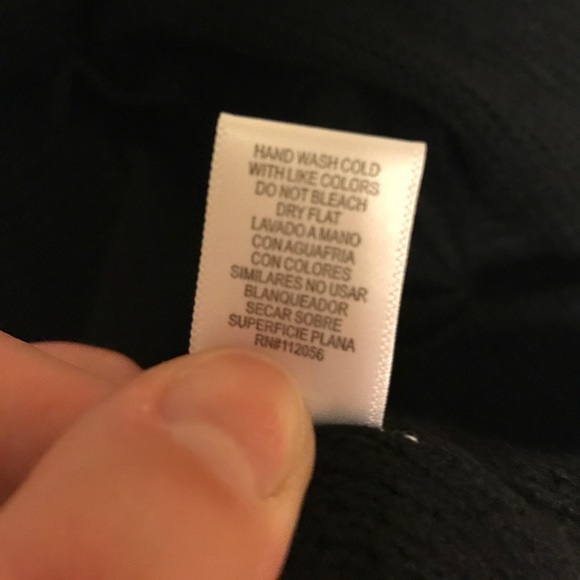 HAND WASH COLD
WITH LIKE COLORS
DO NOT BLEACH
DRY FLAT
LAVADO A MANO
CON AGUAFRIA
CON COLORES
SIMILARES NO USAR
BLANQUEADOR
SECAR SOBRE
SUPERFICIE PLANA
RN#112056